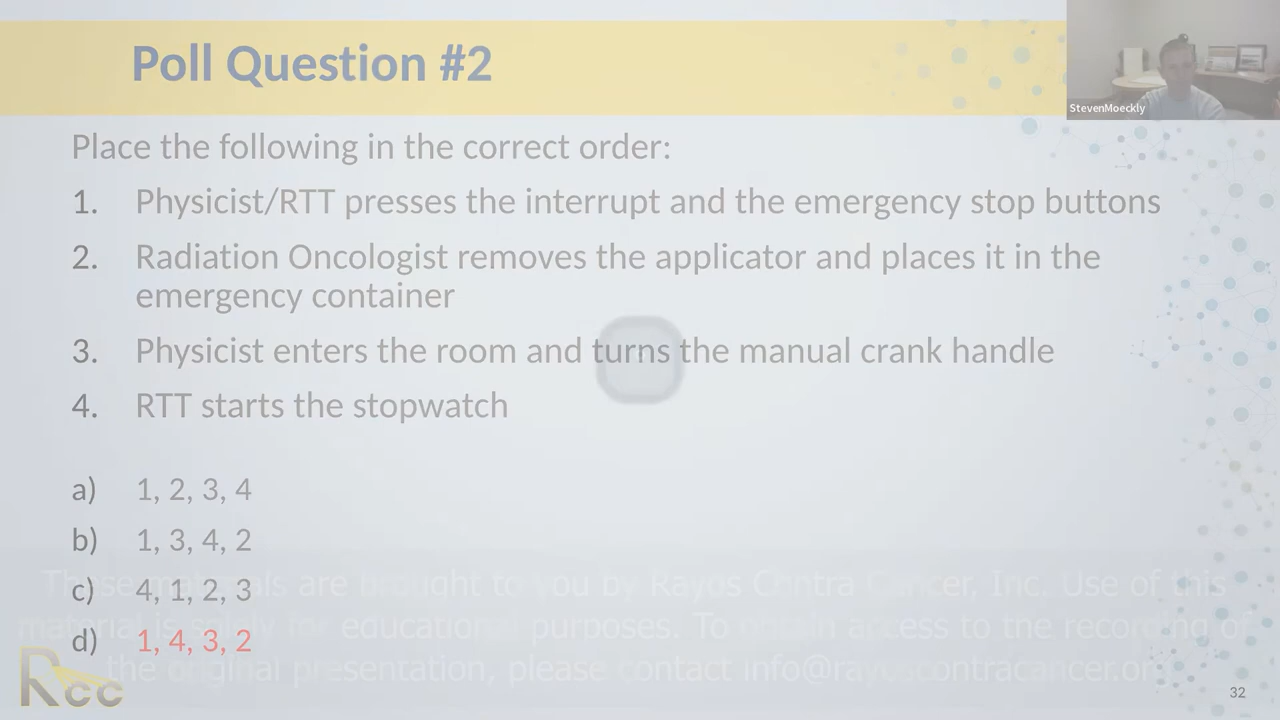 Poll Question #2
StevenMoeckly
Place the following in the correct order:
1. Physicist/RTT presses the interrupt and the emergency stop buttons
2. Radiation Oncologist removes the applicator and places it in the
emergency container
3. Physicist enters the room and turns the manual crank handle
4. RTT starts the stopwatch
a) 1, 2, 3, 4
b) 1, 3, 4, 2
c) 4, 1, 2, 3
d) 1, 4, 3, 2
These materials are brought to you by Rayos Contra Cancer, Inc. Use of this
material is solely for educational purposes. To obtain access to the recording of
the original presentation, please contact info@rayoscontracancer.org
Rcc
32